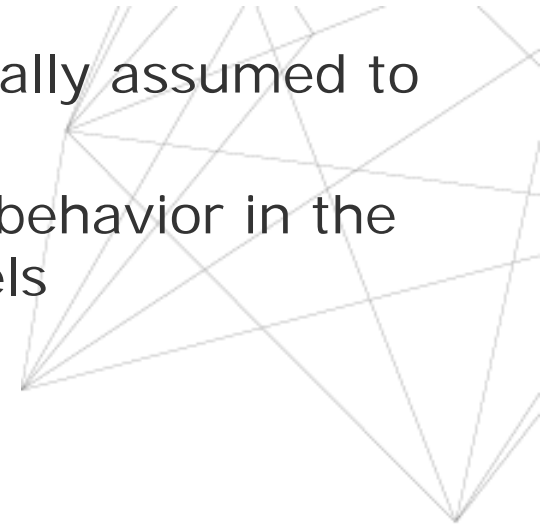 ally assumed to
behavior in the
els